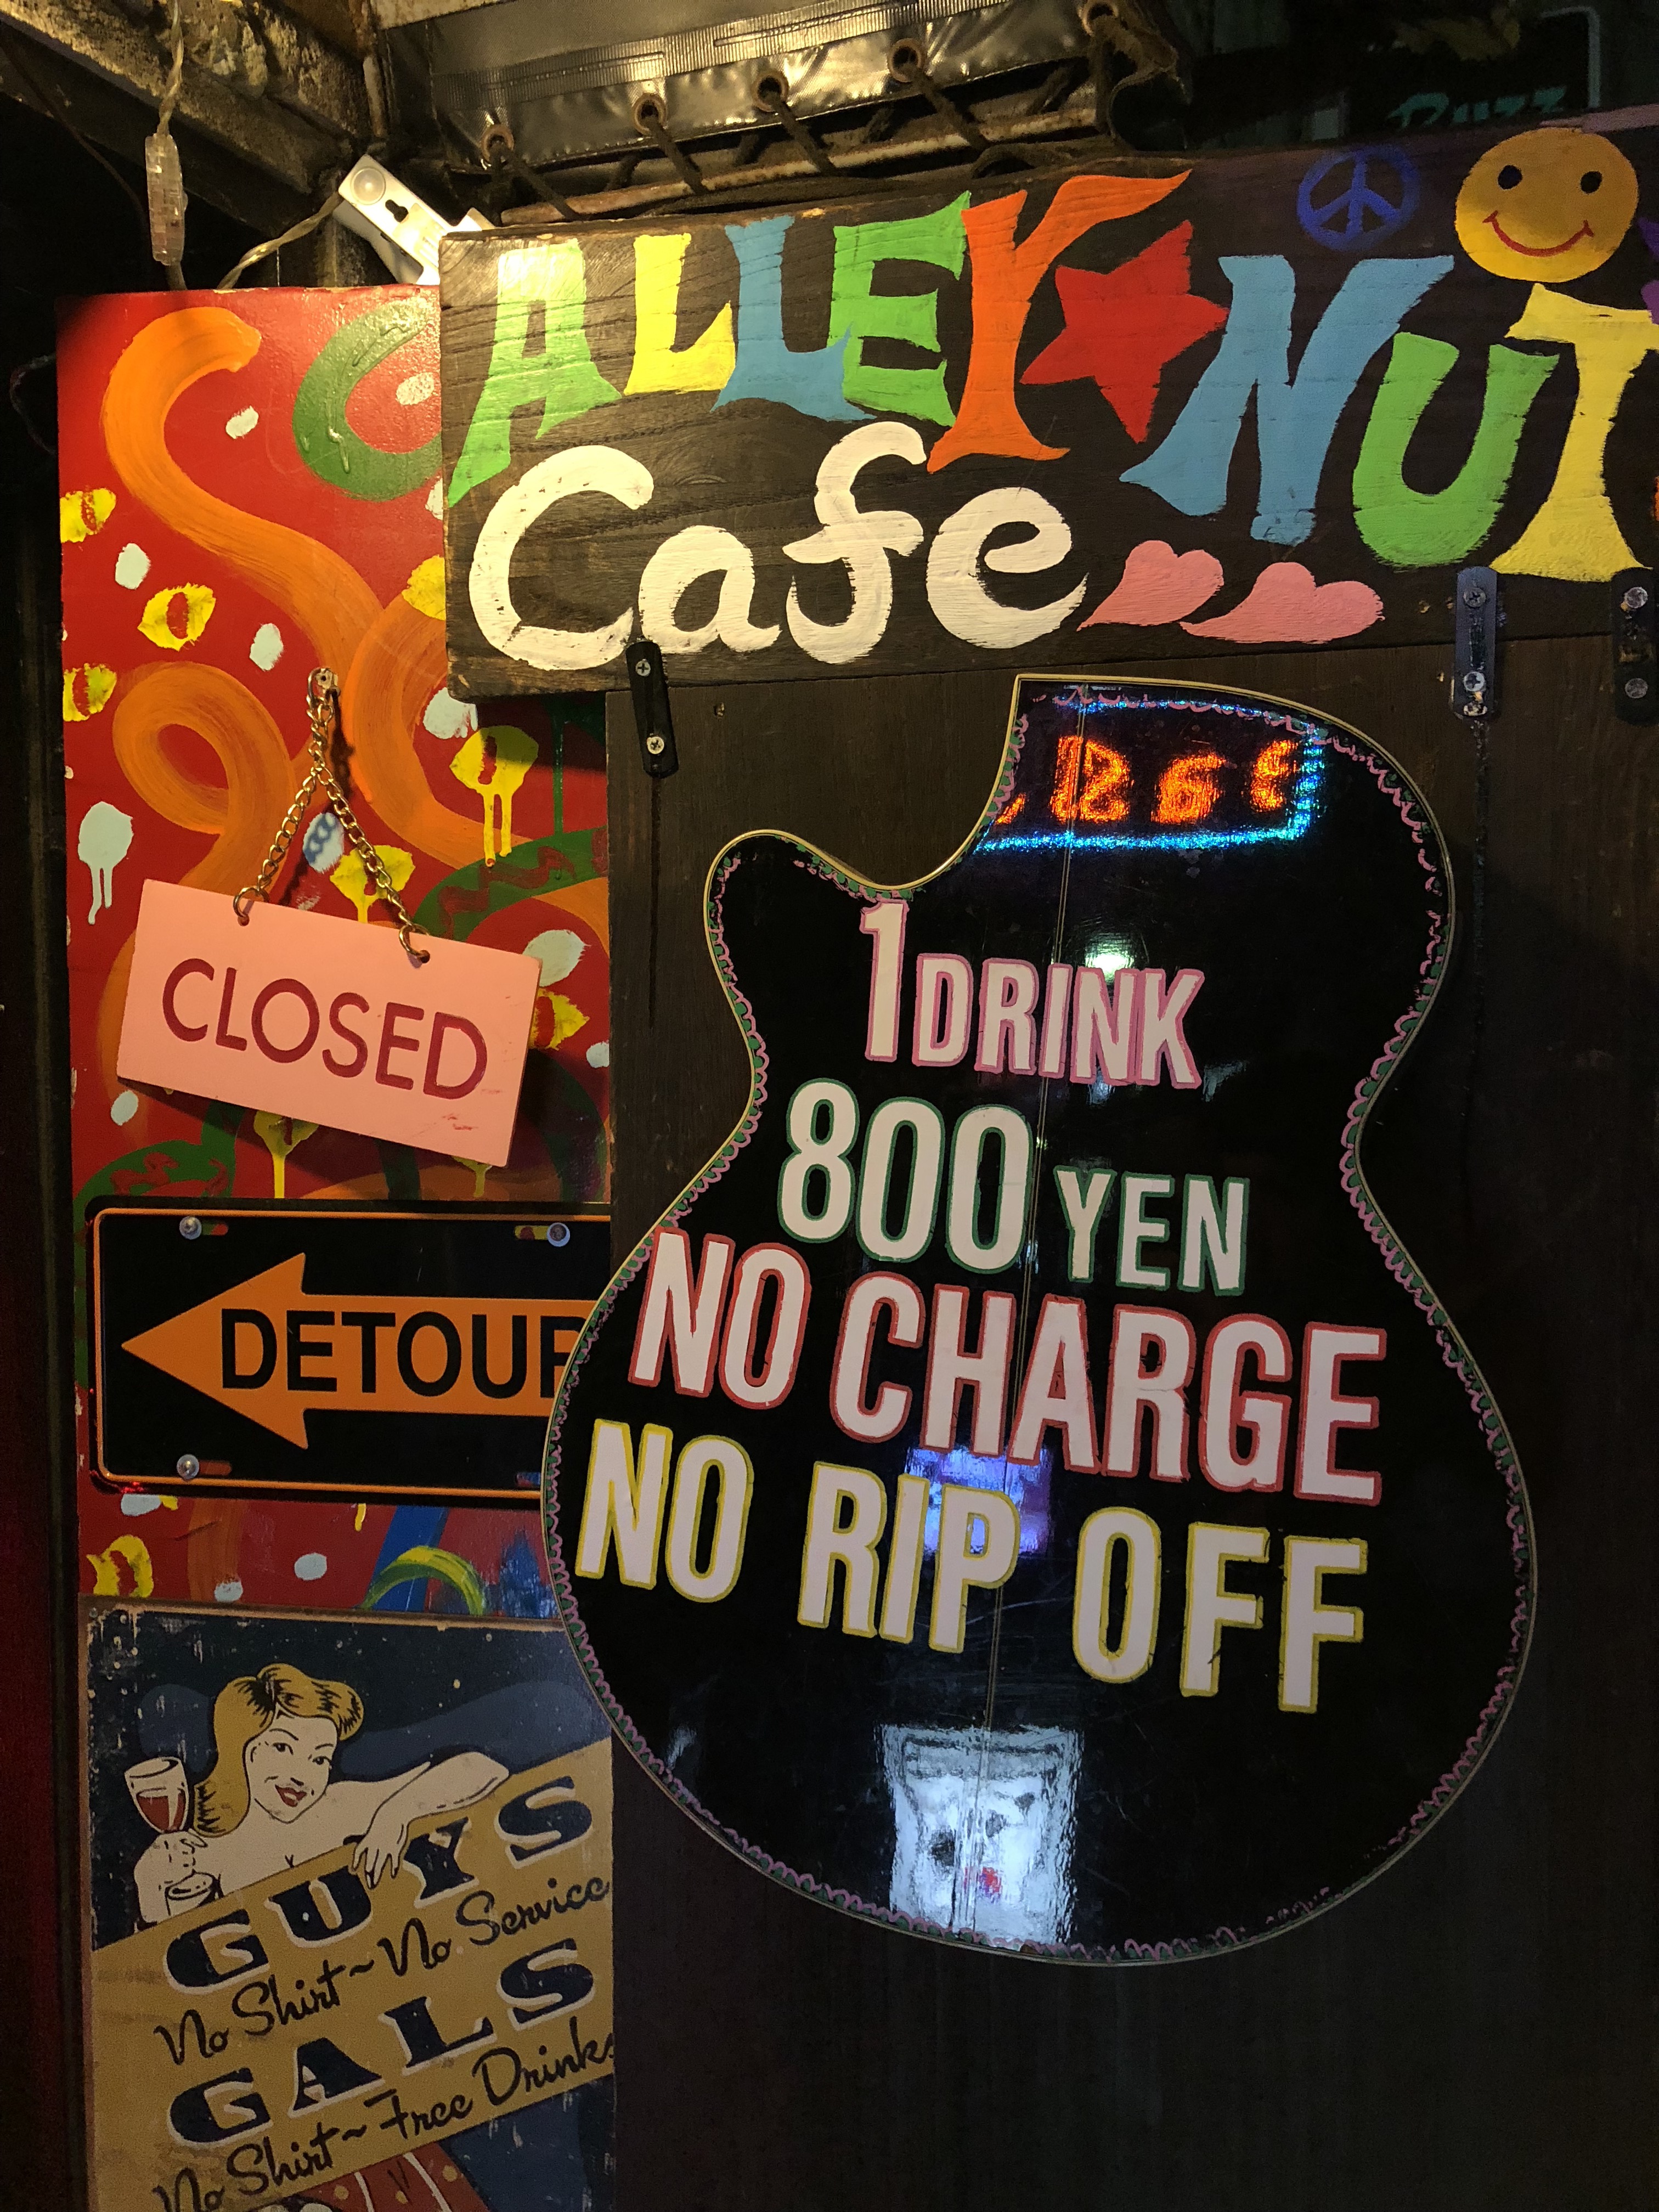 ALLEY NUT
Cafe
CLOSED
1 DRINK
800 YEN
NO CHARGE
NO RIP OFF
DETOUR
GUYS
No Shirt~No Service
GALS
No Shirt~Free Drinks